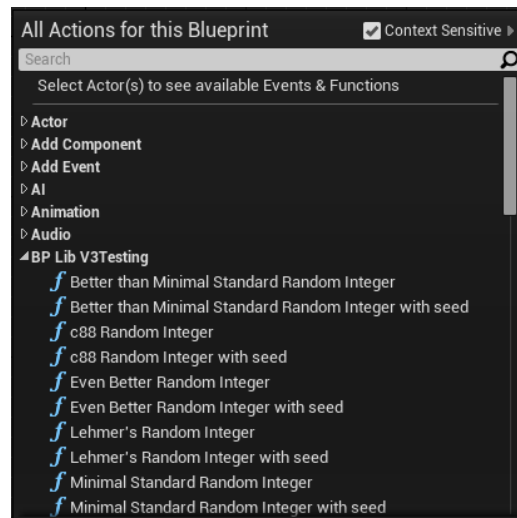 All Actions for this Blueprint Context Sensitive
Search
Select Actor(s) to see available Events & Functions
Actor
Add Component
Add Event
AI
Animation
Audio
BP Lib V3Testing
Better than Minimal Standard Random Integer
Better than Minimal Standard Random Integer with seed
c88 Random Integer
c88 Random Integer with seed
Even Better Random Integer
Even Better Random Integer with seed
Lehmer's Random Integer
Lehmer's Random Integer with seed
Minimal Standard Random Integer
Minimal Standard Random Integer with seed